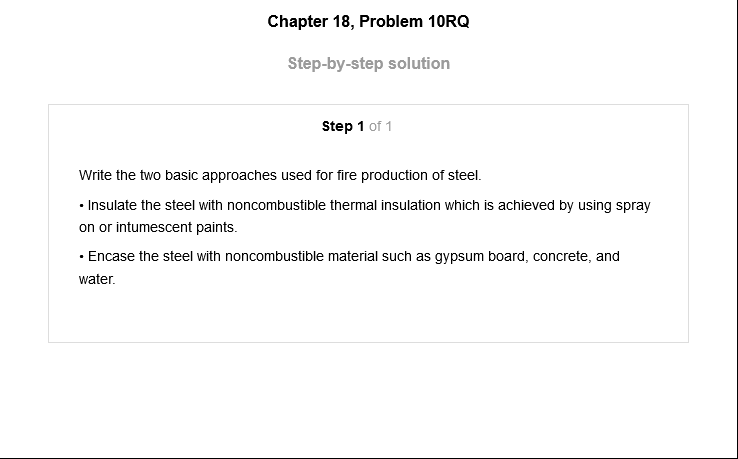 Chapter 18, Problem 10RQ
Step-by-step solution
Step 1 of 1
Write the two basic approaches used for fire production of steel.
• Insulate the steel with noncombustible thermal insulation which is achieved by using spray
on or intumescent paints.
• Encase the steel with noncombustible material such as gypsum board, concrete, and
water.